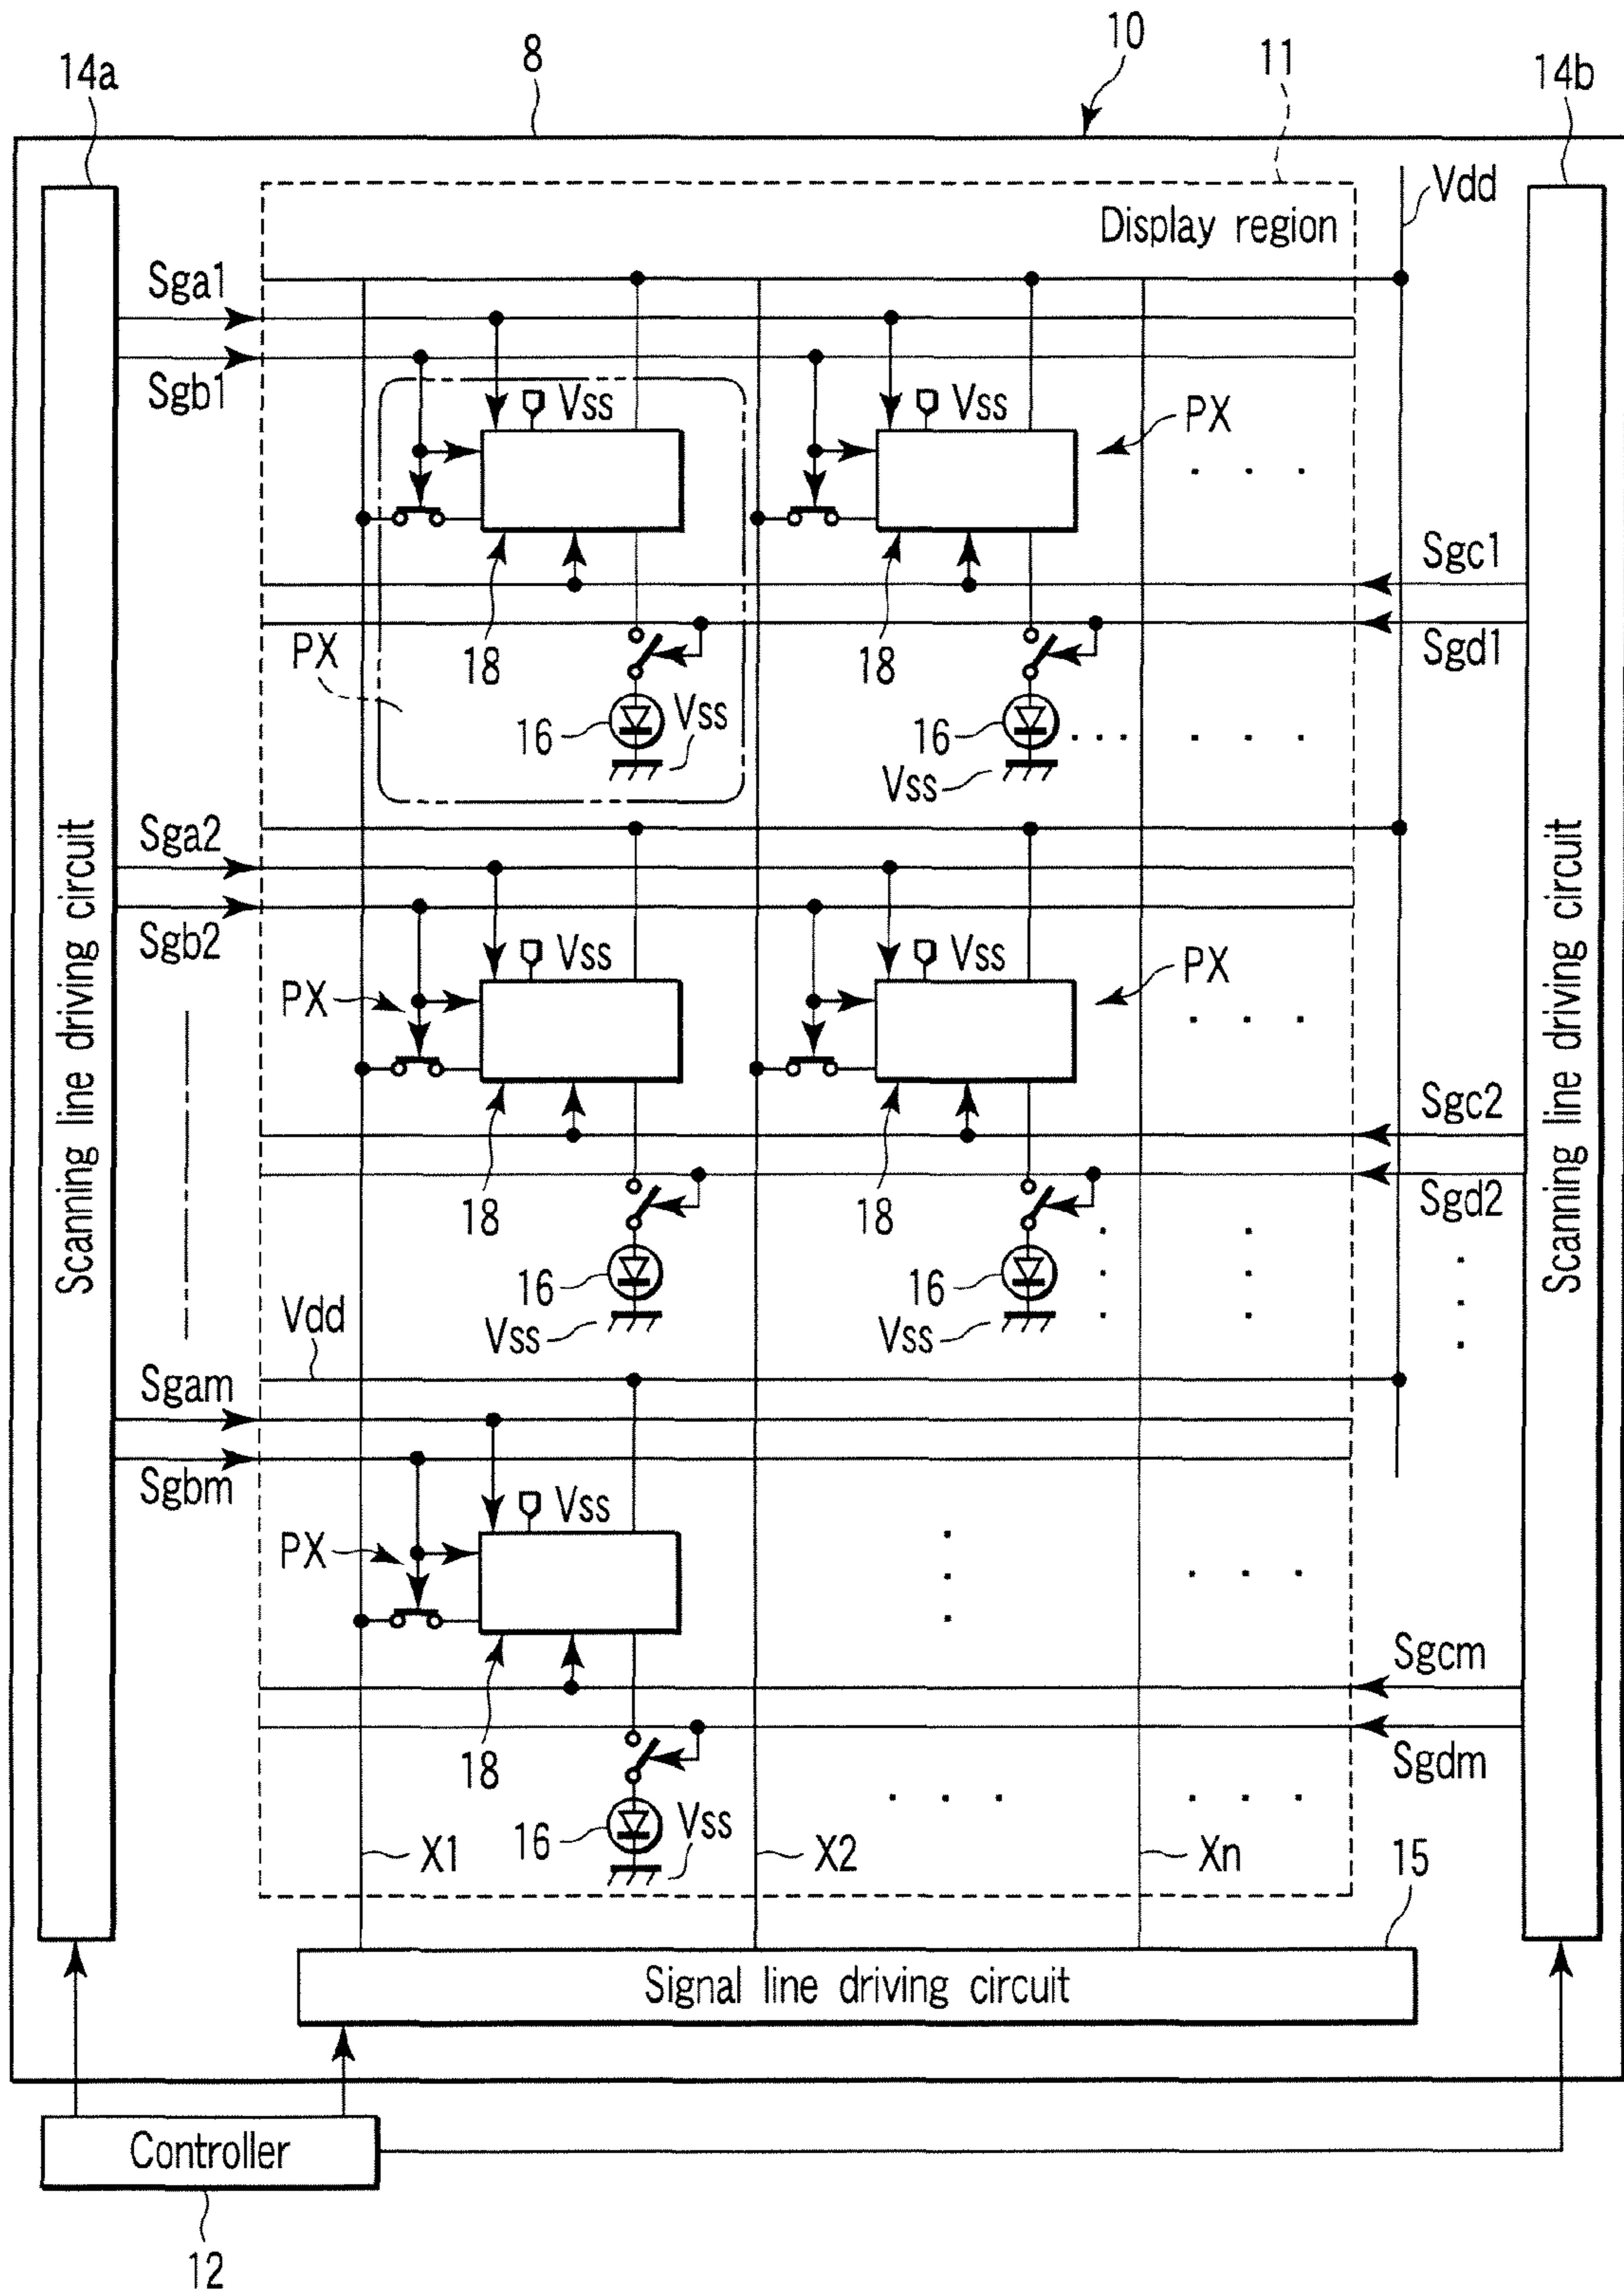 10
8
11
14a
14b
Vdd
Display region
Sga1
Sgb1
Vss
Vss
PX
Sgc1
Sgd1
PX
18
18
16
Vss
16
Vss
Scanning line driving circuit
Scanning line driving circuit
Sga2
Sgb2
Vss
Vss
PX
PX
Sgc2
Sgd2
18
18
16
16
Vss
Vss
Vdd
Sgam
Sgbm
Vss
PX
Sgcm
Sgdm
18
16
Vss
X1
X2
Xn
15
Signal line driving circuit
Controller
12